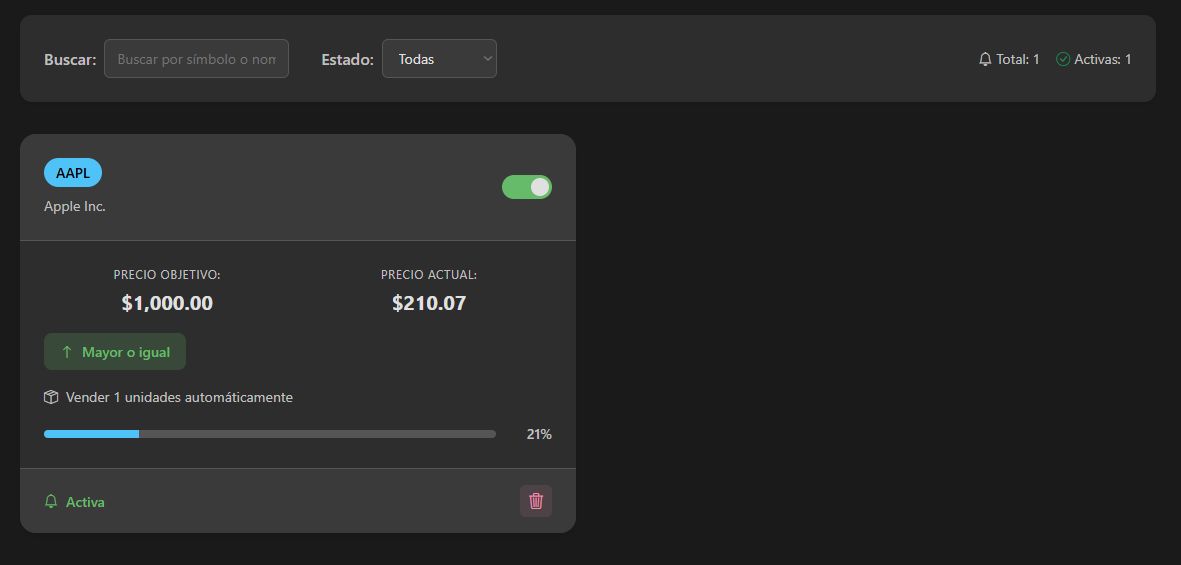 Buscar: Buscar por símbolo o nom Estado: Todas Total: 1 Activas: 1
AAPL
Apple Inc.
PRECIO OBJETIVO: PRECIO ACTUAL:
$1,000.00 $210.07
↑ Mayor o igual
Vender 1 unidades automáticamente
21%
Activa